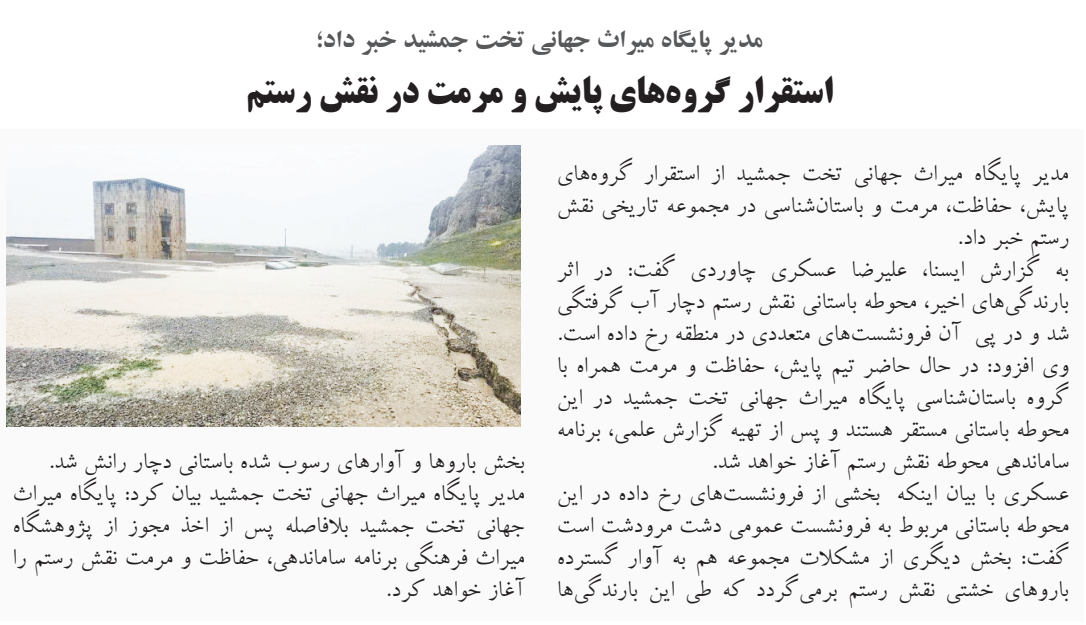 مدیر پایگاه میراث جهانی تخت جمشید خبر داد؛
استقرار گروه‌های پایش و مرمت در نقش رستم
مدیر پایگاه میراث جهانی تخت جمشید از استقرار گروه‌های
پایش، حفاظت، مرمت و باستان‌شناسی در مجموعه تاریخی نقش
رستم خبر داد.
به گزارش ایسنا، علیرضا عسکری چاوردی گفت: در اثر
بارندگی‌های اخیر، محوطه باستانی نقش رستم دچار آب گرفتگی
شد و در پی آن فرونشست‌های متعددی در منطقه رخ داده است.
وی افزود: در حال حاضر تیم پایش، حفاظت و مرمت همراه با
گروه باستان‌شناسی پایگاه میراث جهانی تخت جمشید در این
محوطه باستانی مستقر هستند و پس از تهیه گزارش علمی، برنامه
ساماندهی محوطه نقش رستم آغاز خواهد شد.
عسکری با بیان اینکه بخشی از فرونشست‌های رخ داده در این
محوطه باستانی مربوط به فرونشست عمومی دشت مرودشت است
گفت: بخش دیگری از مشکلات مجموعه هم به آوار گسترده
باروهای خشتی نقش رستم برمی‌گردد که طی این بارندگی‌ها
بخش باروها و آوارهای رسوب شده باستانی دچار رانش شد.
مدیر پایگاه میراث جهانی تخت جمشید بیان کرد: پایگاه میراث
جهانی تخت جمشید بلافاصله پس از اخذ مجوز از پژوهشگاه
میراث فرهنگی برنامه ساماندهی، حفاظت و مرمت نقش رستم را
آغاز خواهد کرد.